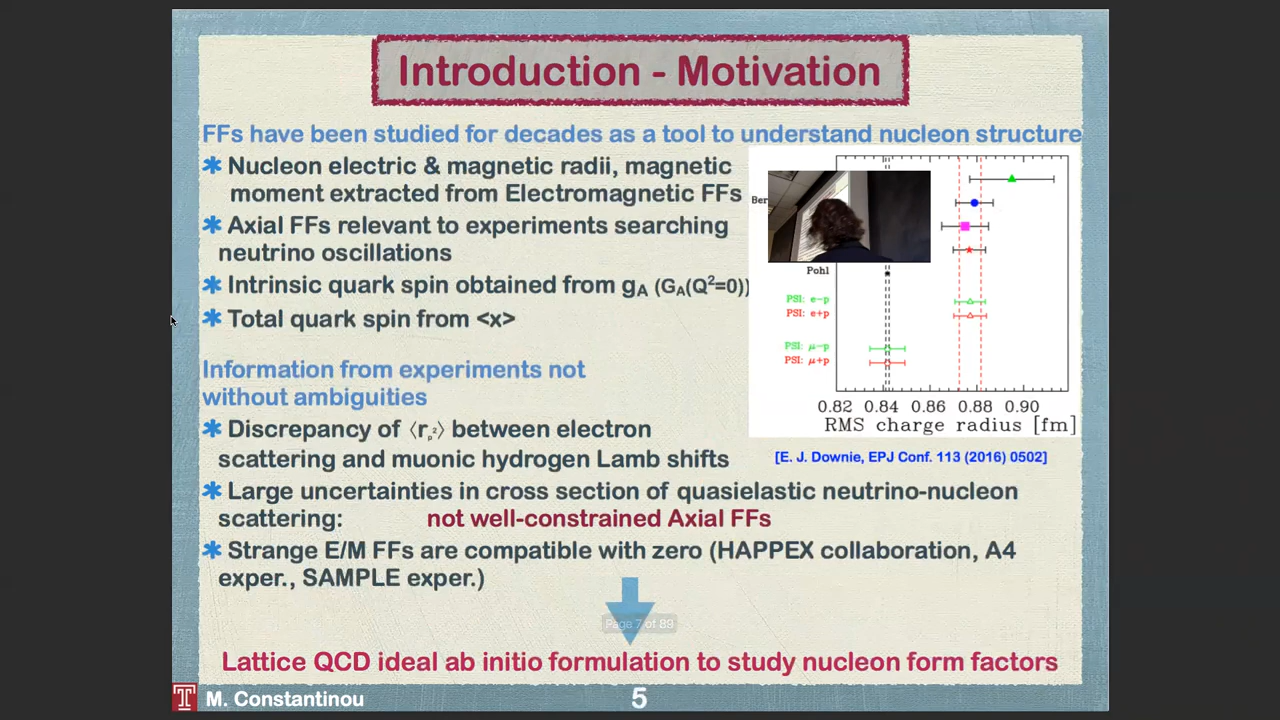 Introduction - Motivation
FFs have been studied for decades as a tool to understand nucleon structure
✱ Nucleon electric & magnetic radii, magnetic
moment extracted from Electromagnetic FFs
✱ Axial FFs relevant to experiments searching
neutrino oscillations
✱ Intrinsic quark spin obtained from gA (GA(Q²=0))
✱ Total quark spin from <x>
Information from experiments not
without ambiguities
✱ Discrepancy of ⟨rp²⟩ between electron
scattering and muonic hydrogen Lamb shifts
✱ Large uncertainties in cross section of quasielastic neutrino-nucleon
scattering: not well-constrained Axial FFs
✱ Strange E/M FFs are compatible with zero (HAPPEX collaboration, A4
exper., SAMPLE exper.)
Pohl
PSI: e-p
PSI: e+p
PSI: μ-p
PSI: μ+p
0.82 0.84 0.86 0.88 0.90
RMS charge radius [fm]
[E. J. Downie, EPJ Conf. 113 (2016) 0502]
Page 7 of 89
Lattice QCD ideal ab initio formulation to study nucleon form factors
T M. Constantinou
5